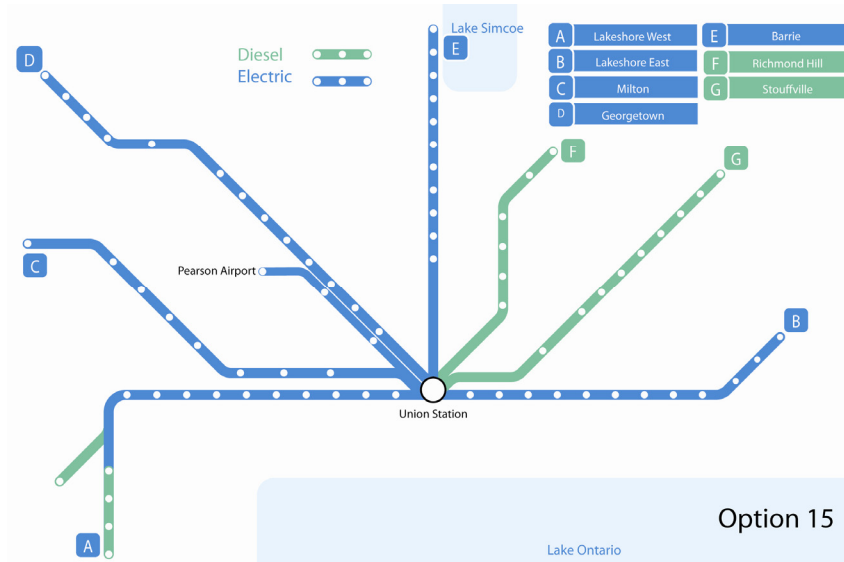 Lake Simcoe
A Lakeshore West
E Barrie
B Lakeshore East
F Richmond Hill
C Milton
G Stouffville
D Georgetown
Diesel
Electric
D
E
F
G
C
Pearson Airport
B
Union Station
A
Option 15
Lake Ontario